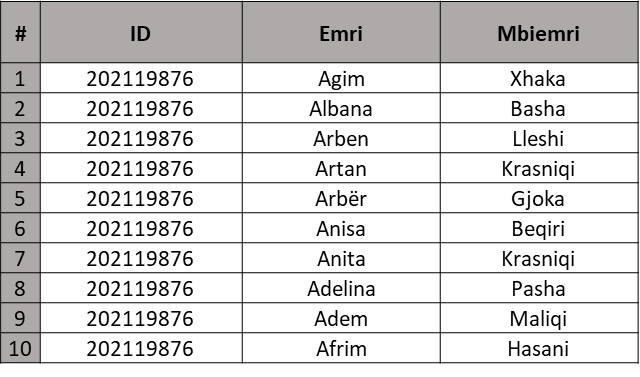 # ID Emri Mbiemri
1 202119876 Agim Xhaka
2 202119876 Albana Basha
3 202119876 Arben Lleshi
4 202119876 Artan Krasniqi
5 202119876 Arbër Gjoka
6 202119876 Anisa Beqiri
7 202119876 Anita Krasniqi
8 202119876 Adelina Pasha
9 202119876 Adem Maliqi
10 202119876 Afrim Hasani